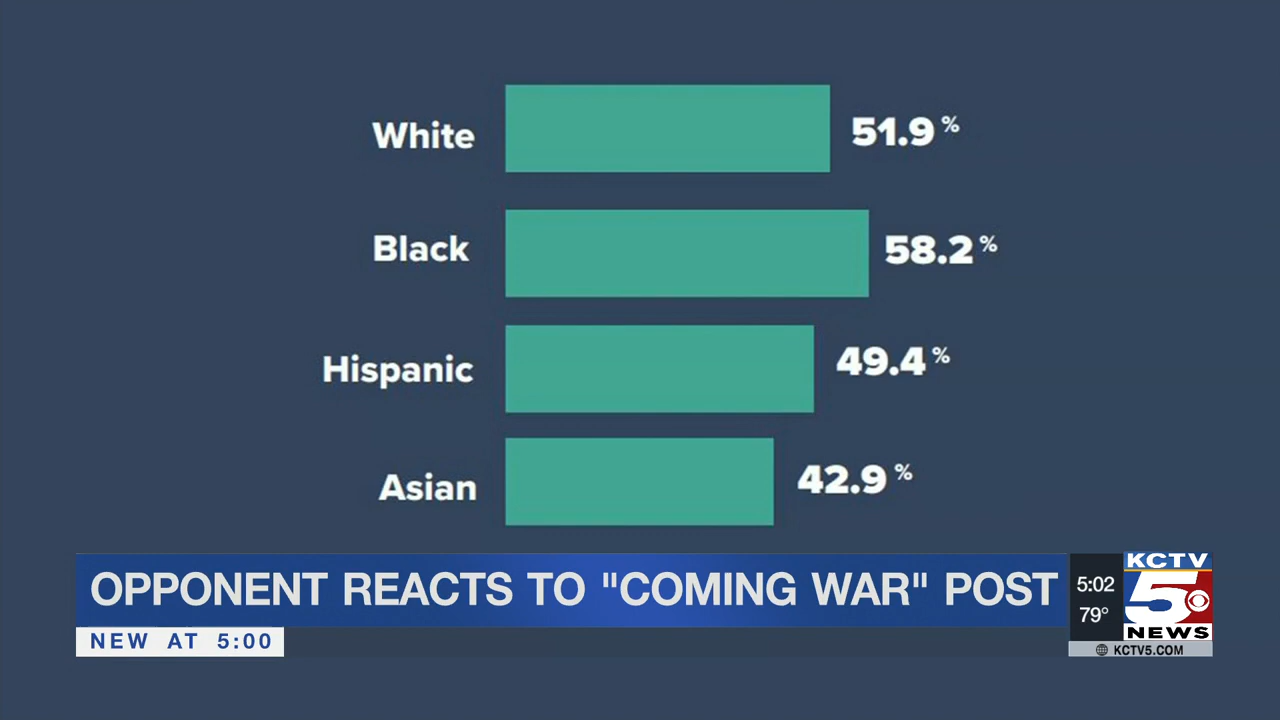 White 51.9%
Black 58.2%
Hispanic 49.4%
Asian 42.9%
OPPONENT REACTS TO "COMING WAR" POST
NEW AT 5:00
5:02
79°
KCTV
5
NEWS
KCTV5.COM